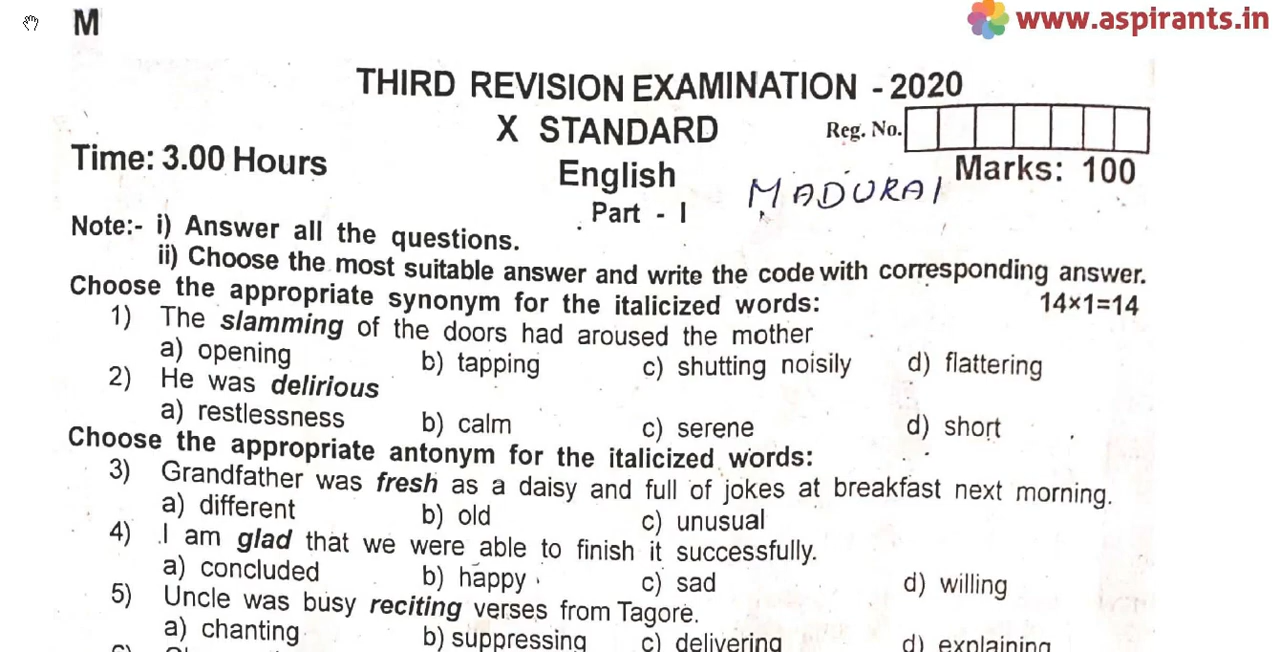 M
www.aspirants.in
THIRD REVISION EXAMINATION - 2020
X STANDARD
Reg. No.
Time: 3.00 Hours
English
Marks: 100
MADURAI
Part - I
Note:- i) Answer all the questions.
ii) Choose the most suitable answer and write the code with corresponding answer.
Choose the appropriate synonym for the italicized words: 14×1=14
1) The slamming of the doors had aroused the mother
a) opening b) tapping c) shutting noisily d) flattering
2) He was delirious
a) restlessness b) calm c) serene d) short
Choose the appropriate antonym for the italicized words:
3) Grandfather was fresh as a daisy and full of jokes at breakfast next morning.
a) different b) old c) unusual
4) I am glad that we were able to finish it successfully.
a) concluded b) happy c) sad d) willing
5) Uncle was busy reciting verses from Tagore.
a) chanting b) suppressing c) delivering d) explaining